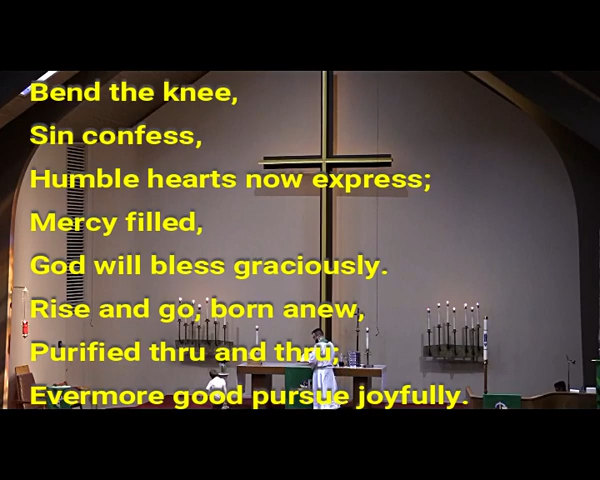 Bend the knee,
Sin confess,
Humble hearts now express;
Mercy filled,
God will bless graciously.
Rise and go, born anew,
Purified thru and thru;
Evermore good pursue joyfully.